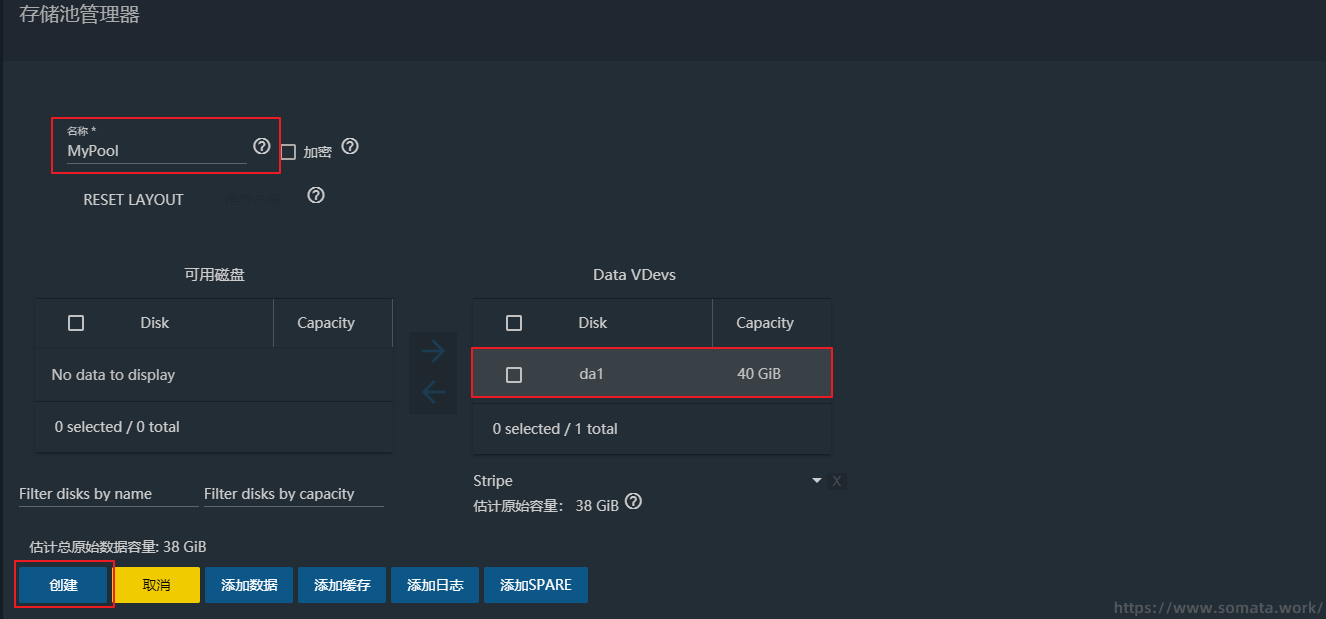 存储池管理器
名称 *
MyPool
加密
RESET LAYOUT
可用磁盘
Data VDevs
Disk Capacity
Disk Capacity
No data to display
da1 40 GiB
0 selected / 0 total
0 selected / 1 total
Filter disks by name Filter disks by capacity
Stripe X
估计原始容量: 38 GiB
估计总原始数据容量: 38 GiB
创建 取消 添加数据 添加缓存 添加日志 添加SPARE
https://www.somata.work/